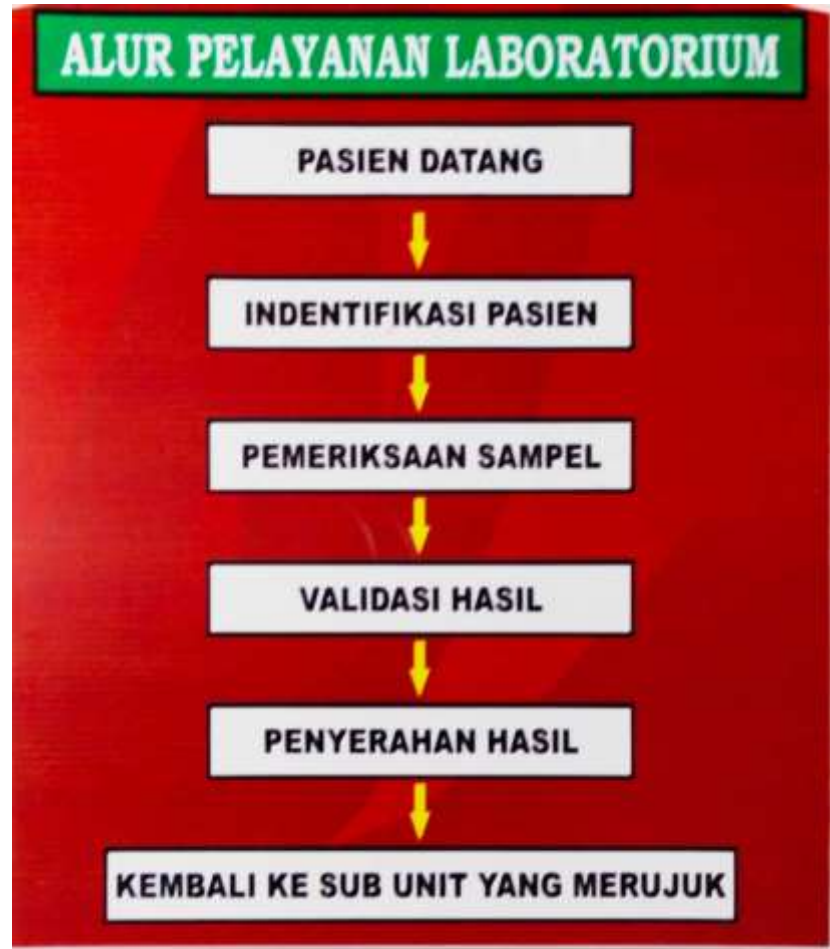 ALUR PELAYANAN LABORATORIUM
PASIEN DATANG
INDENTIFIKASI PASIEN
PEMERIKSAAN SAMPEL
VALIDASI HASIL
PENYERAHAN HASIL
KEMBALI KE SUB UNIT YANG MERUJUK